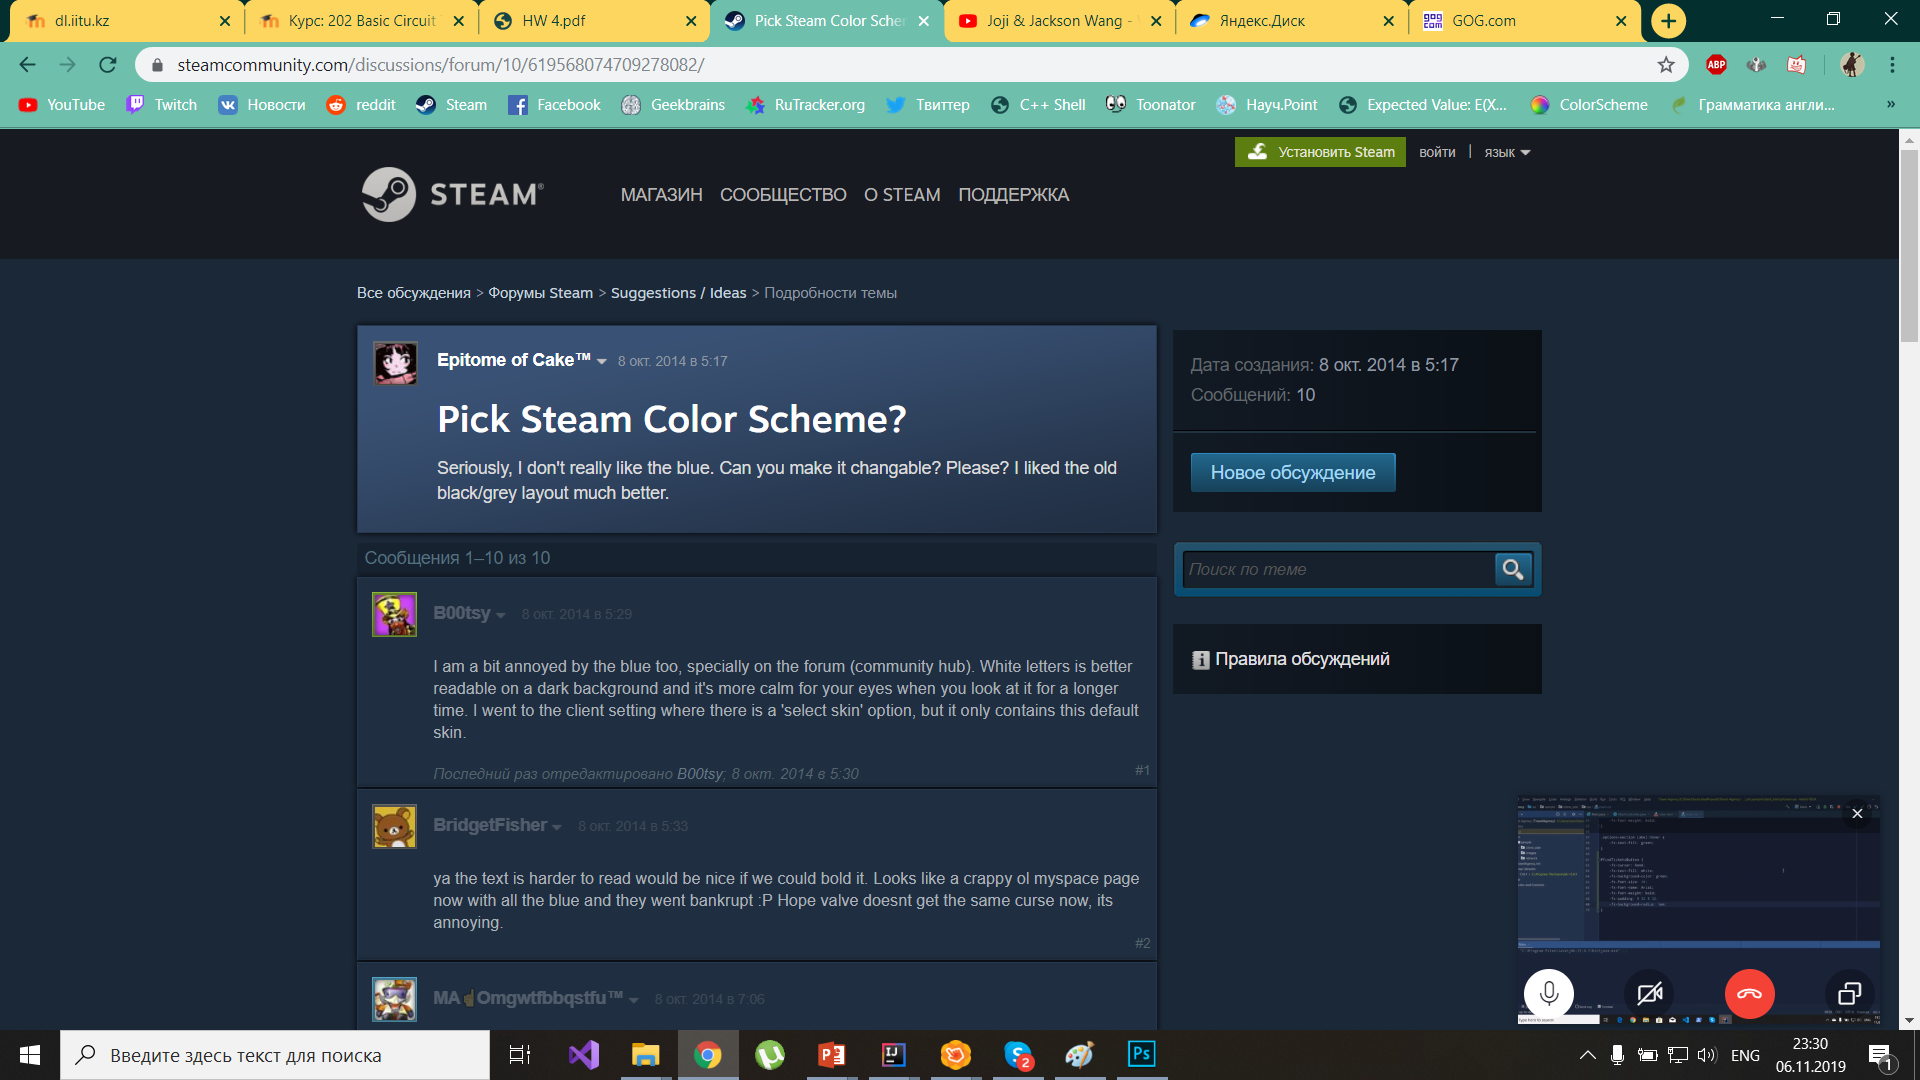 dl.iitu.kz
Курс: 202 Basic Circuit
HW 4.pdf
Pick Steam Color Scher
Joji & Jackson Wang -
Яндекс.Диск
GOG.com
steamcommunity.com/discussions/forum/10/619568074709278082/
ABP
YouTube
Twitch
Новости
reddit
Steam
Facebook
Geekbrains
RuTracker.org
Твиттер
C++ Shell
Toonator
Науч.Point
Expected Value: E(X...
ColorScheme
Грамматика англи...
»
Установить Steam
войти
|
язык
STEAM®
МАГАЗИН СООБЩЕСТВО О STEAM ПОДДЕРЖКА
Все обсуждения > Форумы Steam > Suggestions / Ideas > Подробности темы
Epitome of Cake™ 8 окт. 2014 в 5:17
Pick Steam Color Scheme?
Seriously, I don't really like the blue. Can you make it changable? Please? I liked the old
black/grey layout much better.
Дата создания: 8 окт. 2014 в 5:17
Сообщений: 10
Новое обсуждение
Поиск по теме
Правила обсуждений
Сообщения 1–10 из 10
B00tsy 8 окт. 2014 в 5:29
I am a bit annoyed by the blue too, specially on the forum (community hub). White letters is better
readable on a dark background and it's more calm for your eyes when you look at it for a longer
time. I went to the client setting where there is a 'select skin' option, but it only contains this default
skin.
Последний раз отредактировано B00tsy; 8 окт. 2014 в 5:30
#1
BridgetFisher 8 окт. 2014 в 5:33
ya the text is harder to read would be nice if we could bold it. Looks like a crappy ol myspace page
now with all the blue and they went bankrupt :P Hope valve doesnt get the same curse now, its
annoying.
#2
MA☝Omgwtfbbqstfu™ 8 окт. 2014 в 7:06
Введите здесь текст для поиска
2
Ps
ENG
23:30
06.11.2019
1